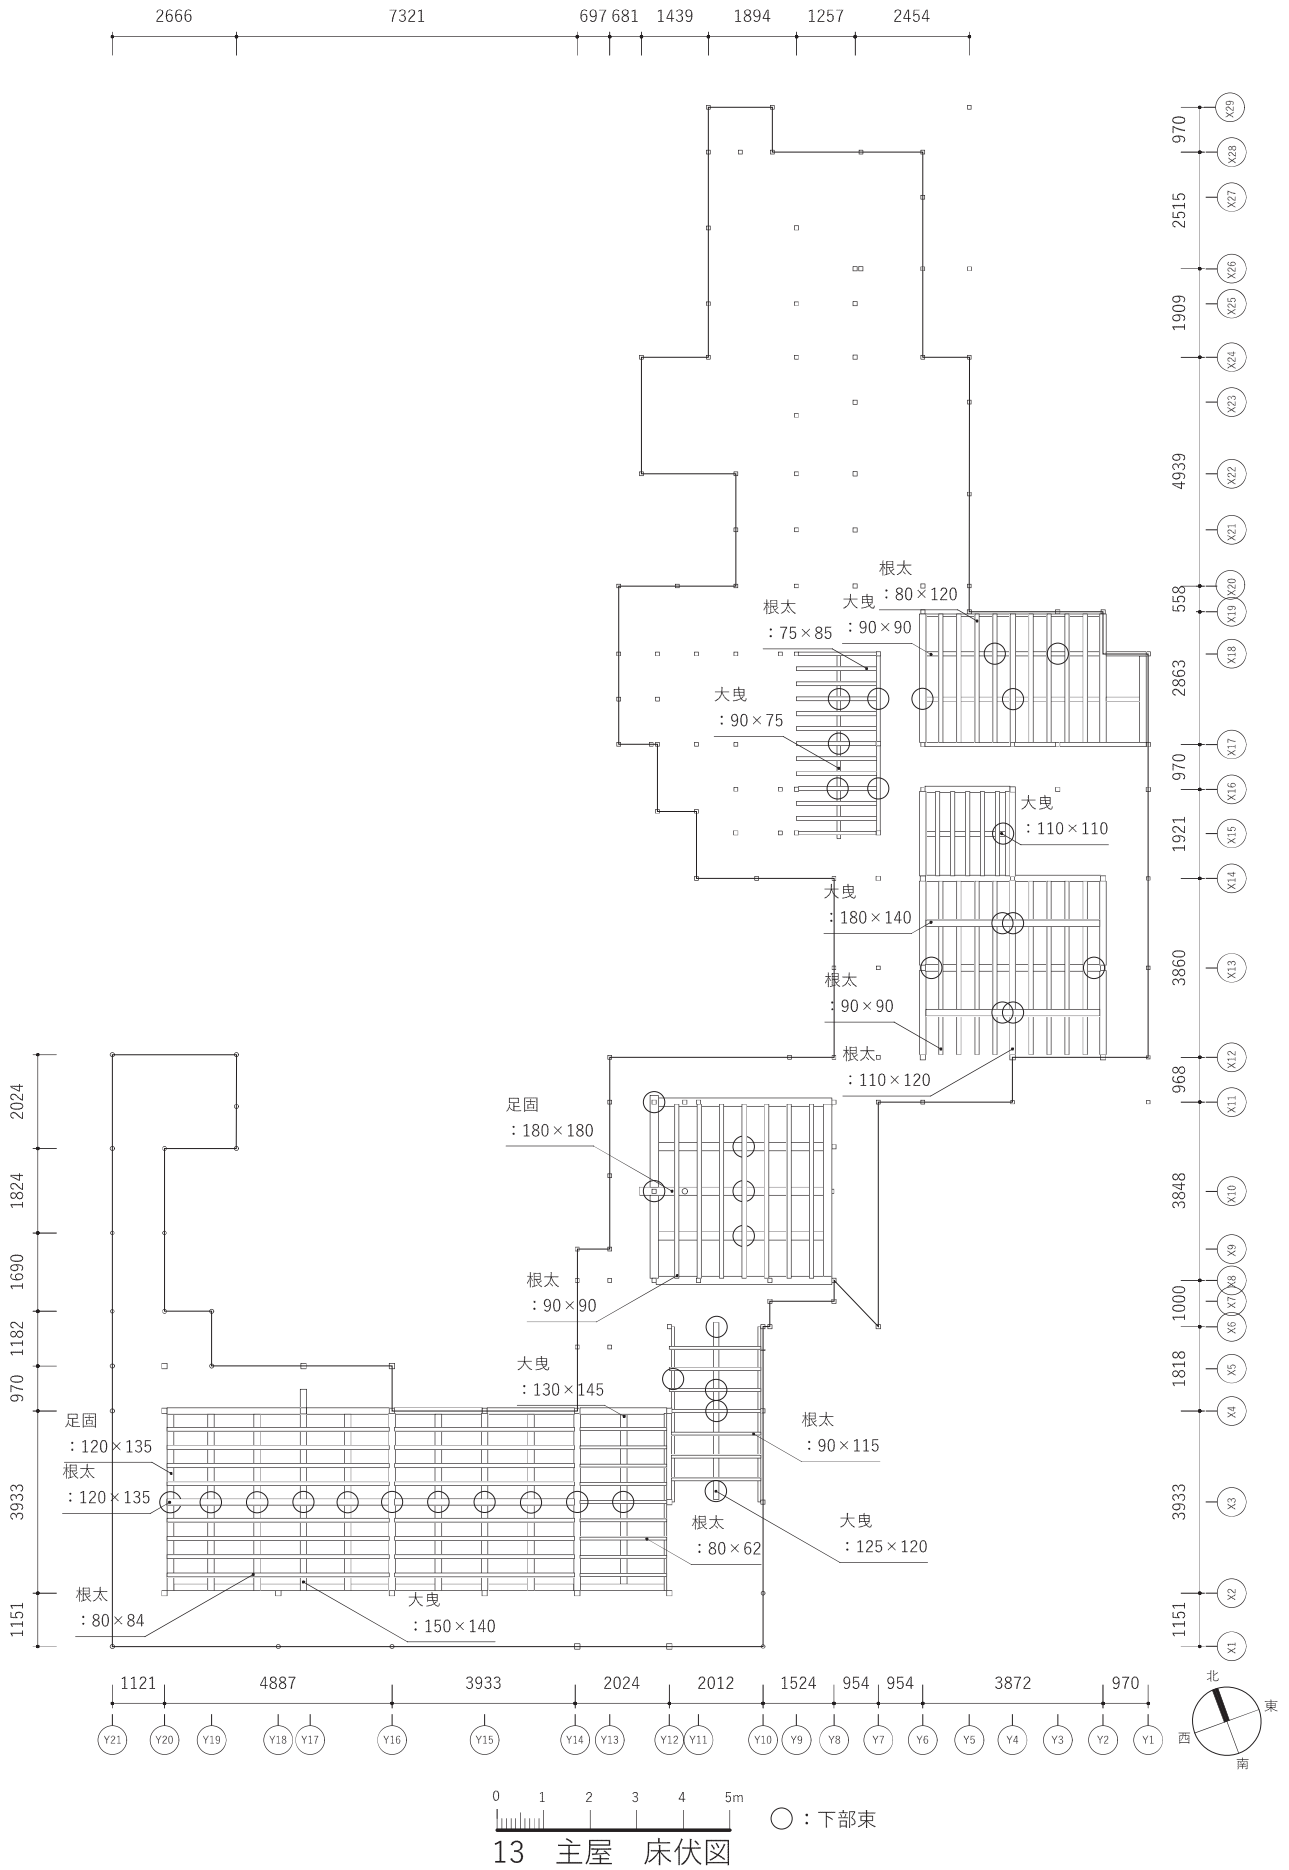 2666 7321 697 681 1439 1894 1257 2454
X29
970
X28
2515
X27
X26
1909
X25
X24
X23
4939
X22
X21
558
X20
X19
2863
X18
X17
970
X16
1921
X15
X14
3860
X13
X12
968
X11
3848
X10
X9
X8
1000
X7
X6
1818
X5
X4
3933
X3
X2
1151
X1
根太
:80×120
大曳
:90×90
根太
:75×85
大曳
:90×75
大曳
:110×110
大曳
:180×140
根太
:90×90
根太
:110×120
足固
:180×180
根太
:90×90
大曳
:130×145
根太
:90×115
大曳
:125×120
根太
:80×62
足固
:120×135
根太
:120×135
根太
:80×84
大曳
:150×140
2024
1824
1690
1182
970
3933
1151
1121 4887 3933 2024 2012 1524 954 954 3872 970
Y21 Y20 Y19 Y18 Y17 Y16 Y15 Y14 Y13 Y12 Y11 Y10 Y9 Y8 Y7 Y6 Y5 Y4 Y3 Y2 Y1
北
東
西
南
0 1 2 3 4 5m
:下部束
13 主屋 床伏図